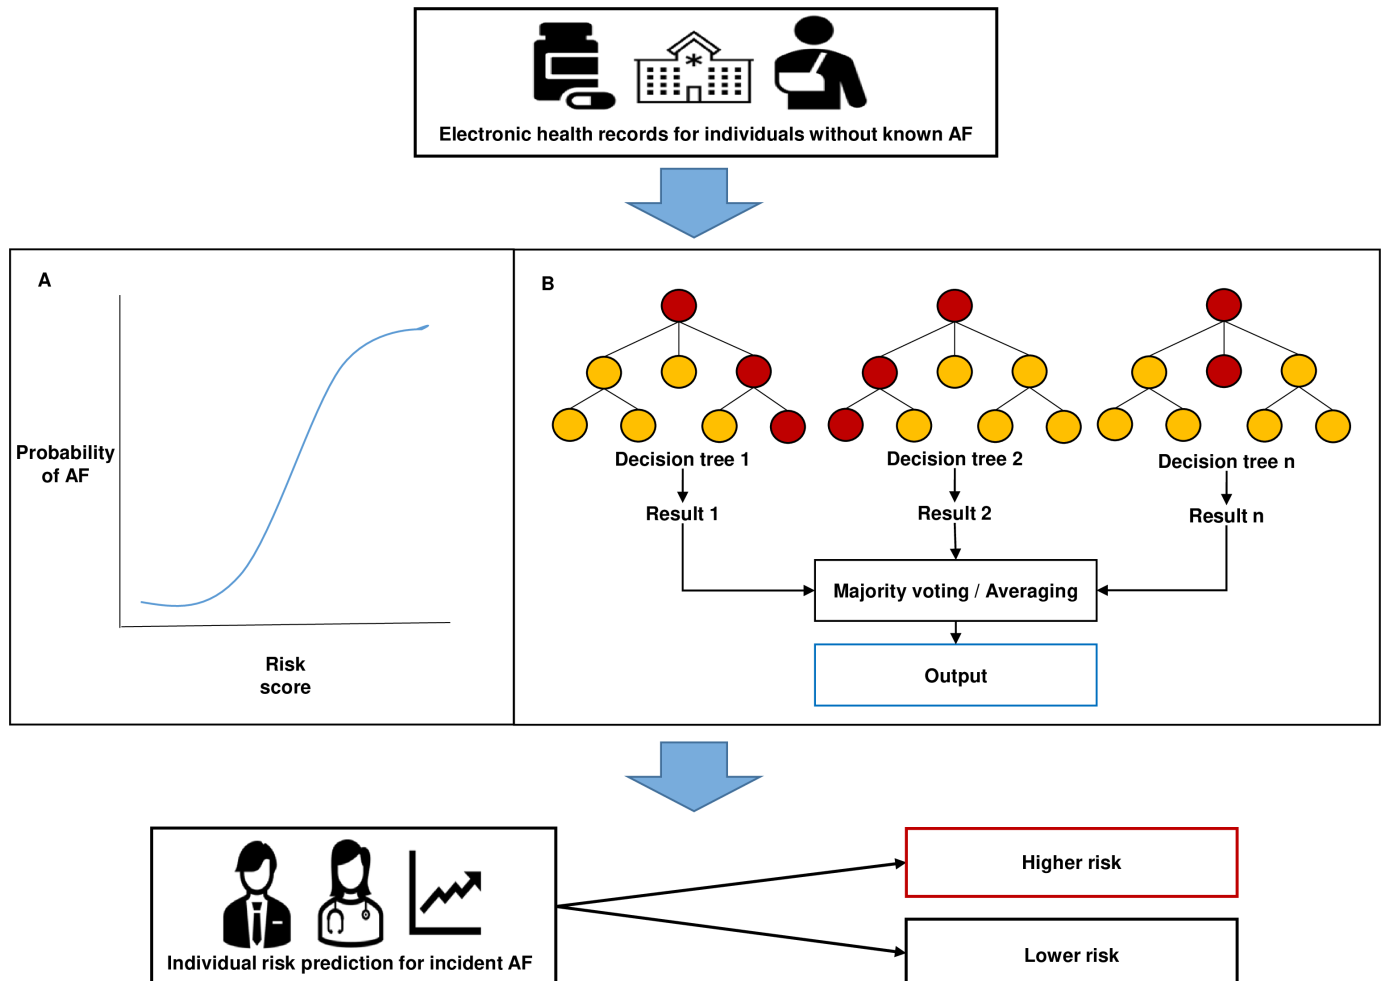 Electronic health records for individuals without known AF
A
Probability
of AF
Risk
score
B
Decision tree 1
Decision tree 2
Decision tree n
Result 1
Result 2
Result n
Majority voting / Averaging
Output
Individual risk prediction for incident AF
Higher risk
Lower risk